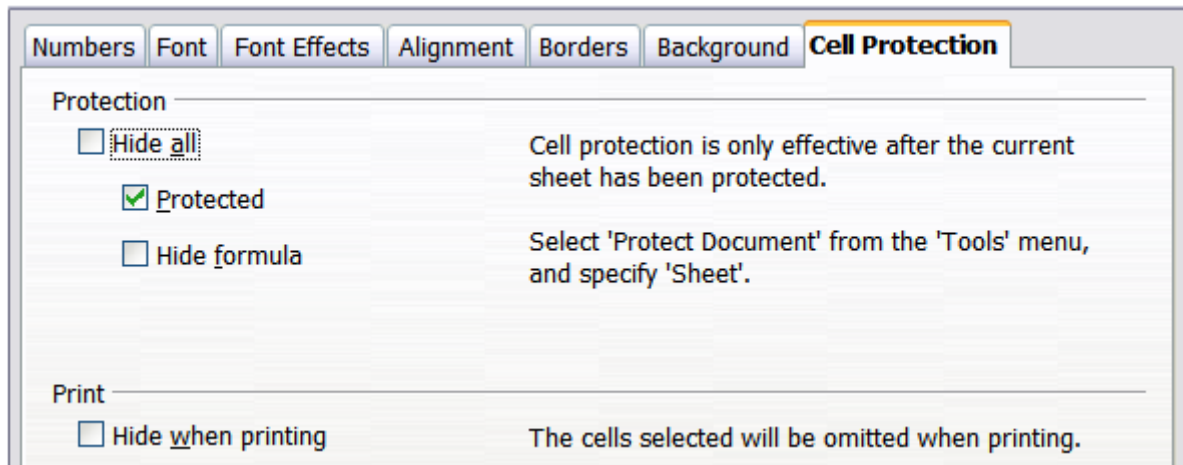 Numbers Font Font Effects Alignment Borders Background Cell Protection
Protection
Hide all
Cell protection is only effective after the current
sheet has been protected.
Protected
Select 'Protect Document' from the 'Tools' menu,
and specify 'Sheet'.
Hide formula
Print
Hide when printing
The cells selected will be omitted when printing.